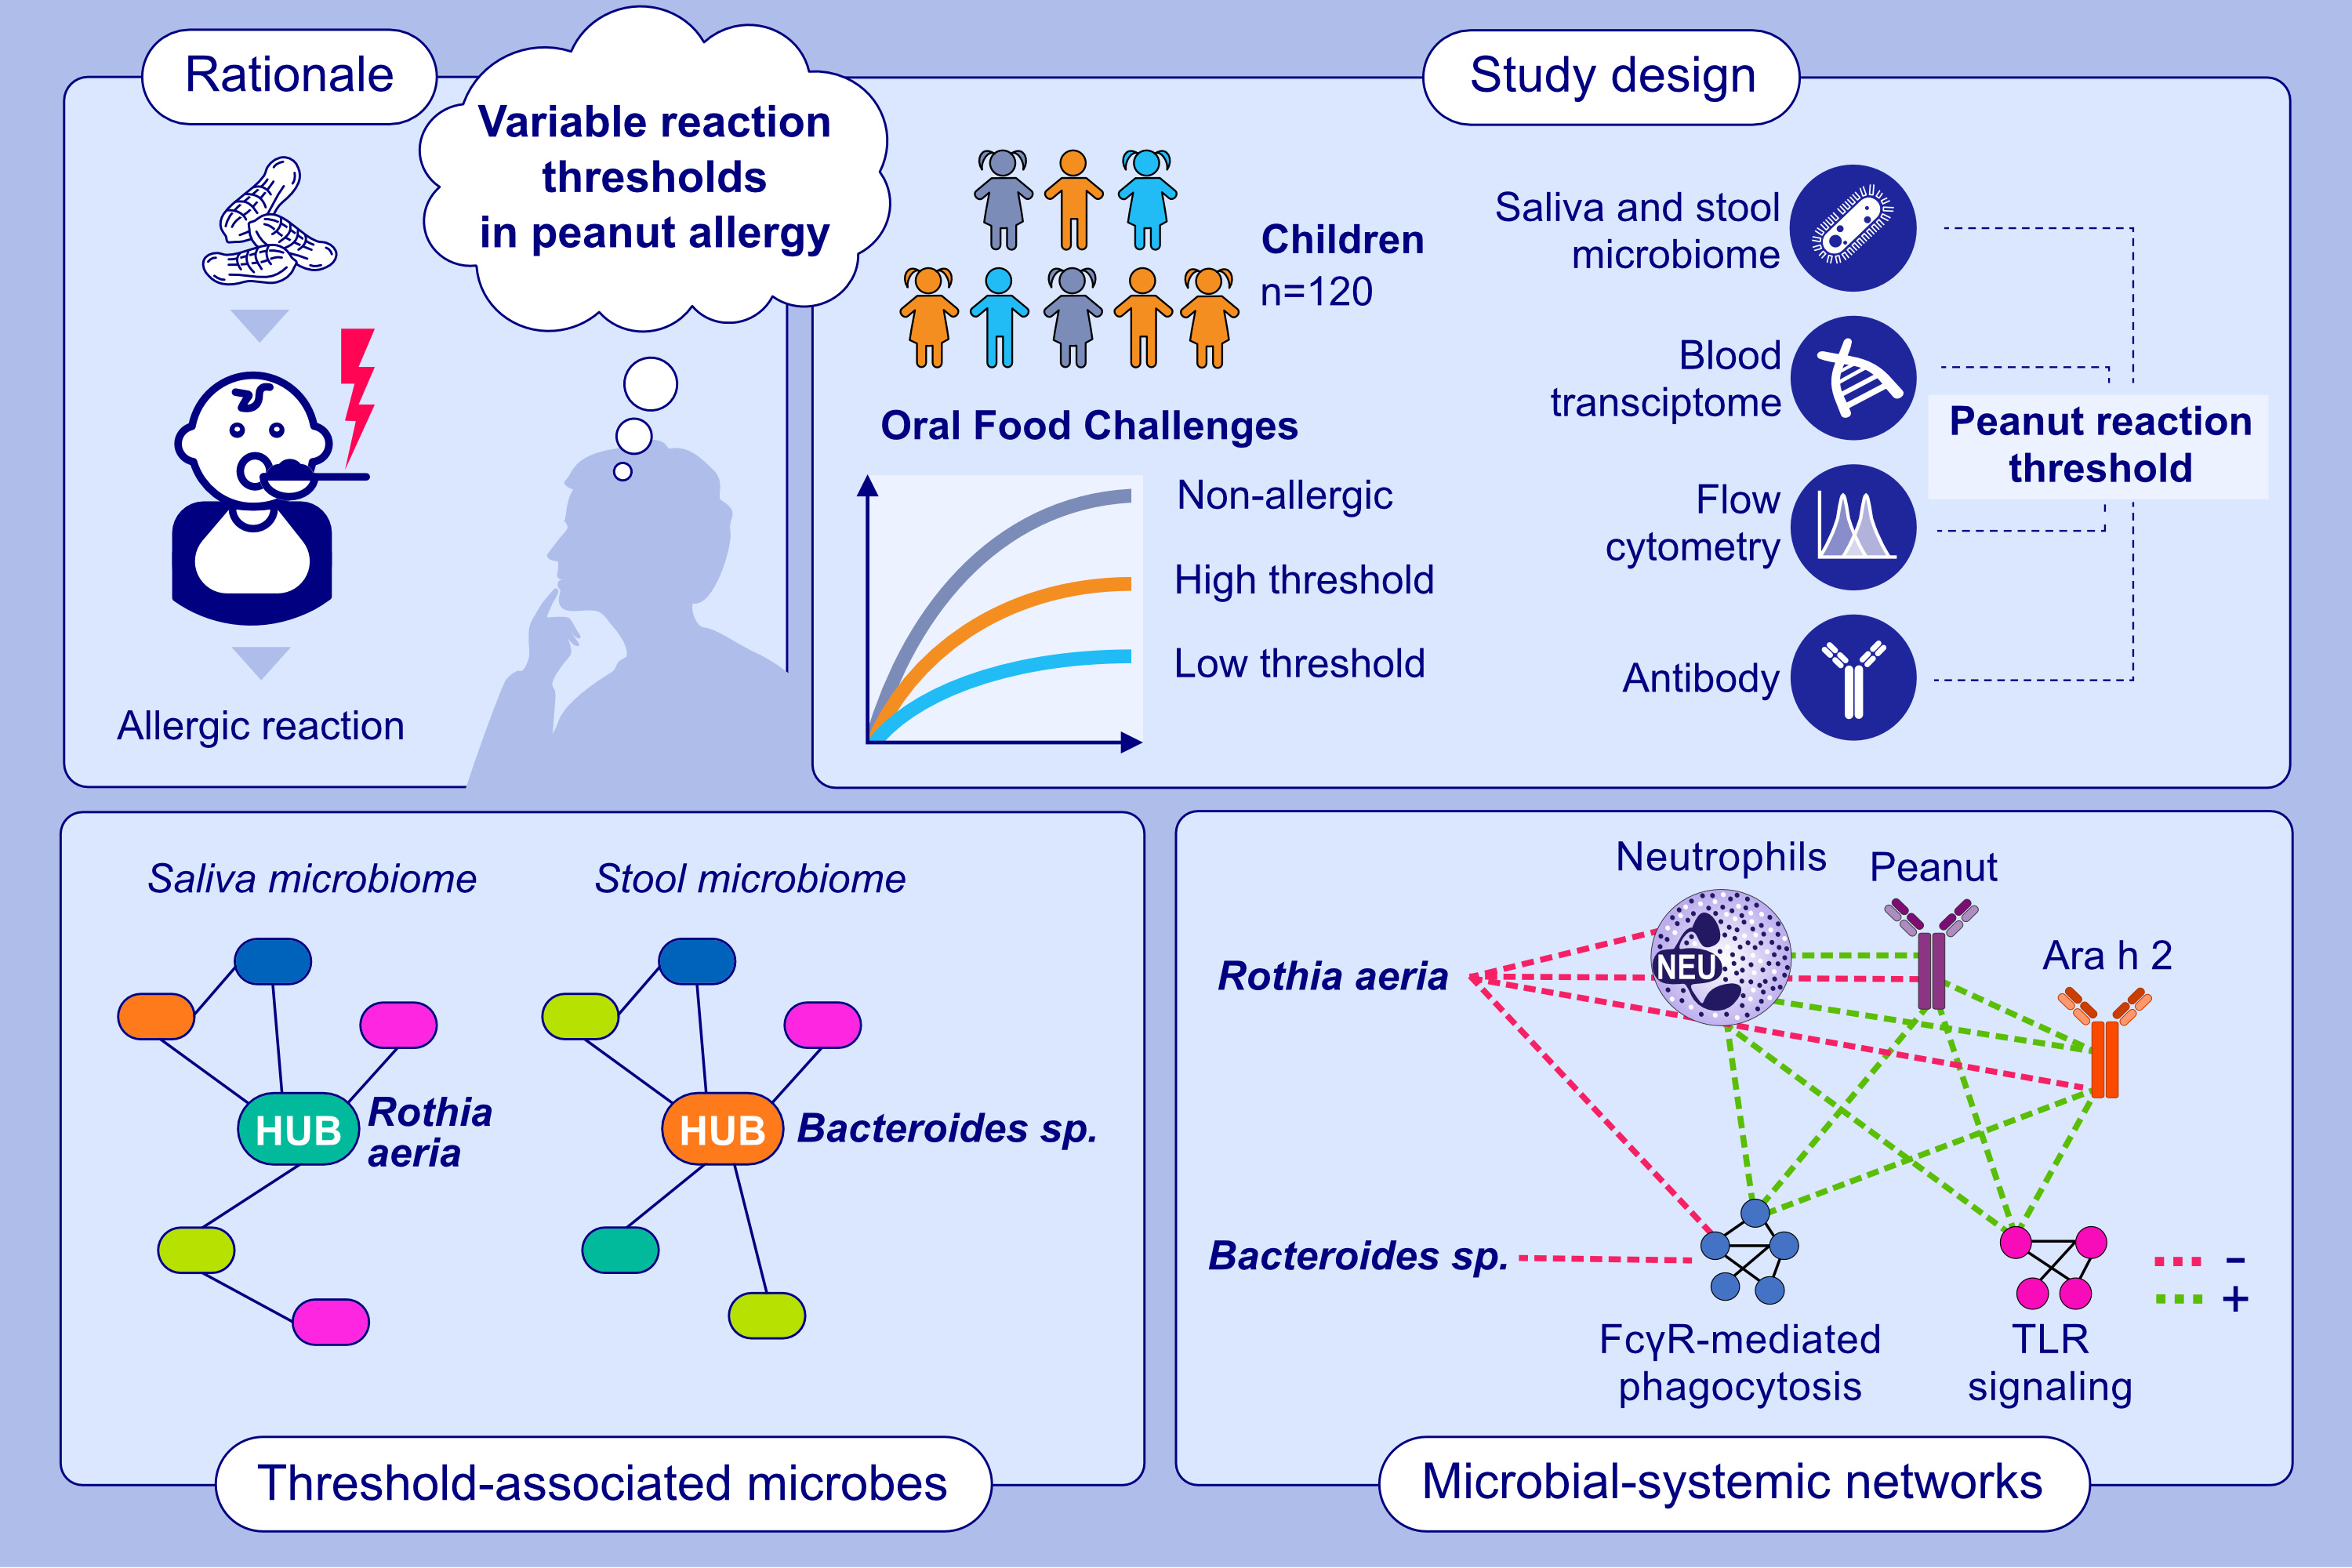 Rationale
Variable reaction
thresholds
in peanut allergy
Allergic reaction
Study design
Children
n=120
Oral Food Challenges
Non-allergic
High threshold
Low threshold
Saliva and stool
microbiome
Blood
transciptome
Flow
cytometry
Antibody
Peanut reaction
threshold
Saliva microbiome
HUB
Rothia
aeria
Stool microbiome
HUB
Bacteroides sp.
Threshold-associated microbes
Neutrophils
Peanut
NEU
Rothia aeria
Ara h 2
Bacteroides sp.
FcγR-mediated
phagocytosis
TLR
signaling
-
+
Microbial-systemic networks